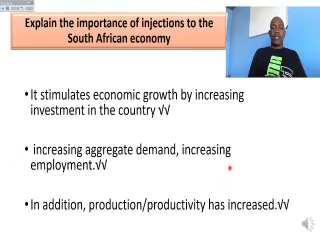 Explain the importance of injections to the
South African economy
•It stimulates economic growth by increasing
investment in the country √√
• increasing aggregate demand, increasing
employment.√√
•In addition, production/productivity has increased.√√